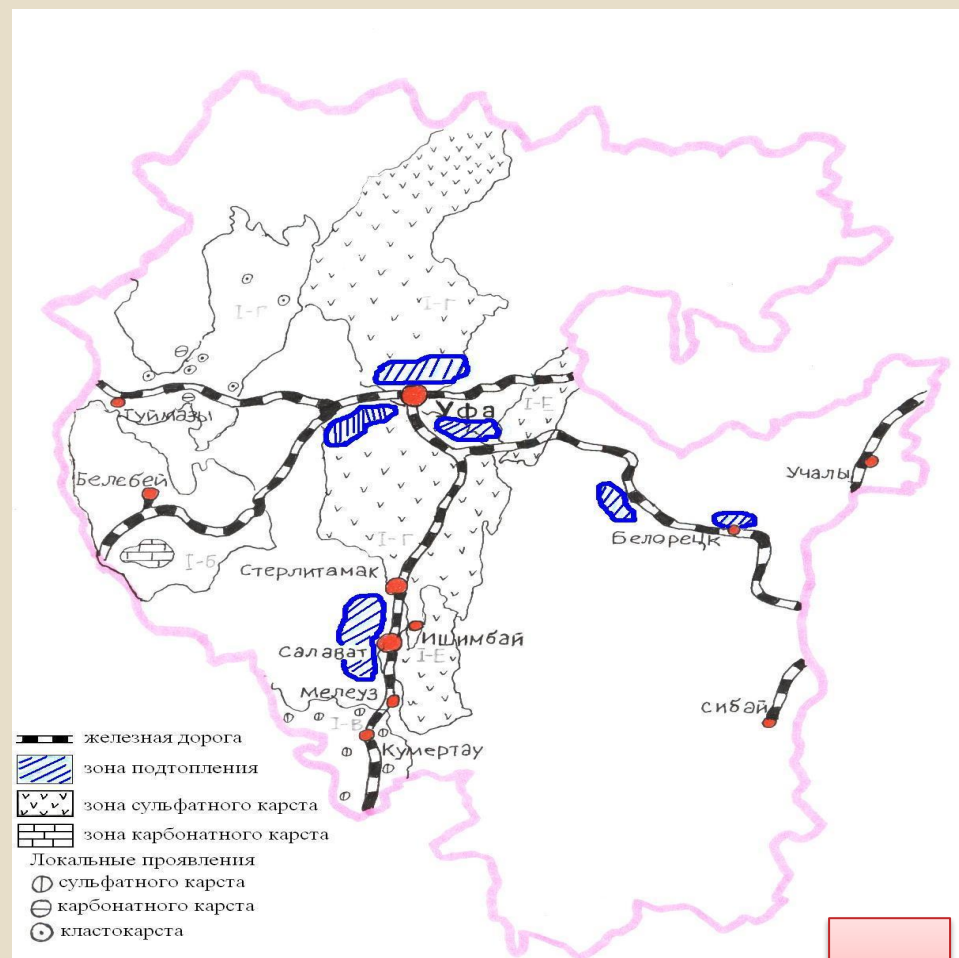 I-Г
I-Г
Уфа
I-Е
Туймазы
Белебей
Учалы
Белорецк
I-Г
I-Б
Стерлитамак
Ишимбай
Салават
I-Е
Мелеуз
Сибай
I-В
Кумертау
железная дорога
зона подтопления
зона сульфатного карста
зона карбонатного карста
Локальные проявления
сульфатного карста
карбонатного карста
кластокарста